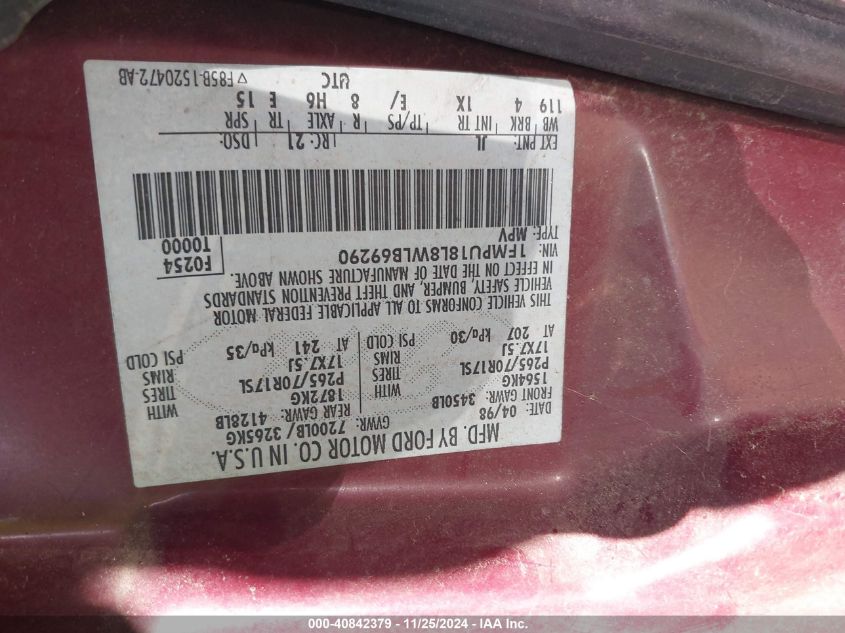 MFD. BY FORD MOTOR CO. IN U.S.A.
DATE: 04/98 GVWR: 7200LB/ 3265KG
FRONT GAWR: 3450LB REAR GAWR: 4128LB
1564KG WITH 1872KG WITH
P265/70R17SL TIRES P265/70R17SL TIRES
17X7.5J RIMS 17X7.5J RIMS
AT 207 kPa/30 PSI COLD AT 241 kPa/35 PSI COLD
THIS VEHICLE CONFORMS TO ALL APPLICABLE FEDERAL MOTOR
VEHICLE SAFETY, BUMPER, AND THEFT PREVENTION STANDARDS
IN EFFECT ON THE DATE OF MANUFACTURE SHOWN ABOVE.
VIN: 1FMPU18L8WLB69290 F0254
TYPE: MPV T0000
EXT PNT: JL RC: 21 DSO:
WB BRK INT TR TP/PS R AXLE TR SPR
119 4 1X E/ 8 H6 E 15
UTC
F85B-1520472-AB
000-40842379 - 11/25/2024 - IAA Inc.